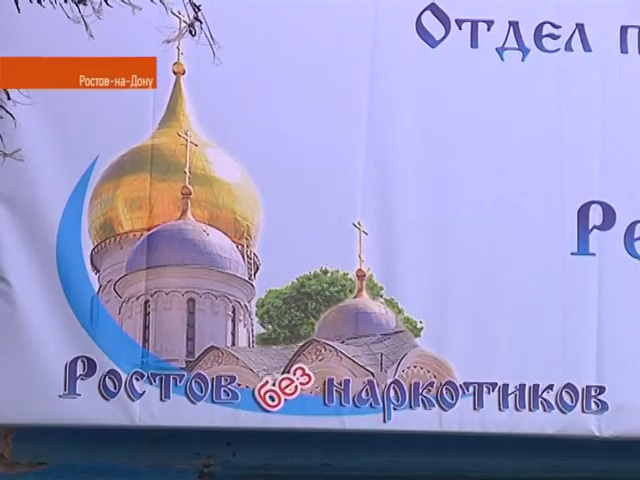 Отдел п
Ростов-на-Дону
Ре
Ростов без наркотиков